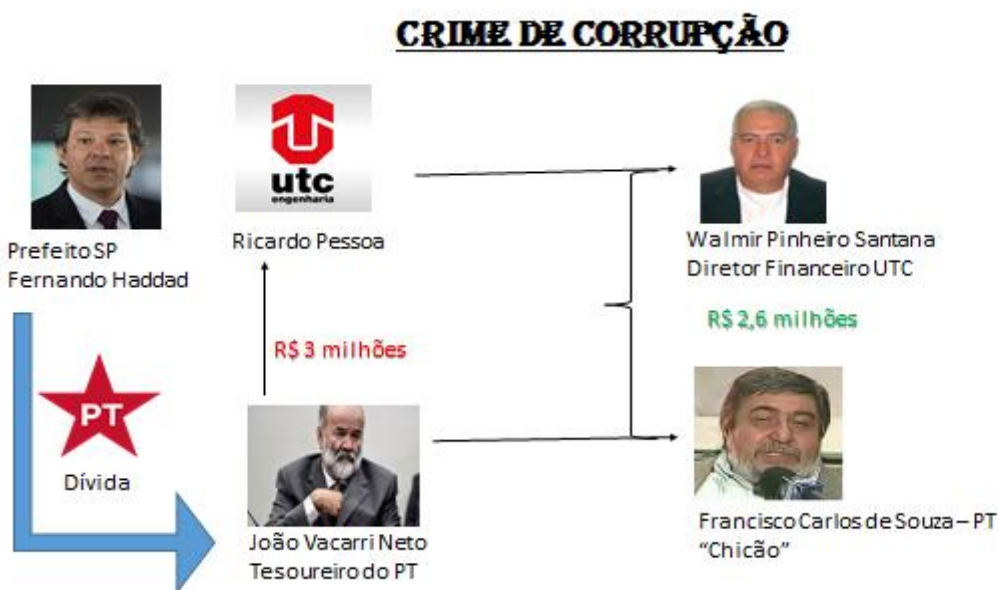 CRIME DE CORRUPÇÃO
utc
engenharia
Prefeito SP
Fernando Haddad
Ricardo Pessoa
Walmir Pinheiro Santana
Diretor Financeiro UTC
R$ 3 milhões
R$ 2,6 milhões
PT
Dívida
João Vacarri Neto
Tesoureiro do PT
Francisco Carlos de Souza – PT
“Chicão”